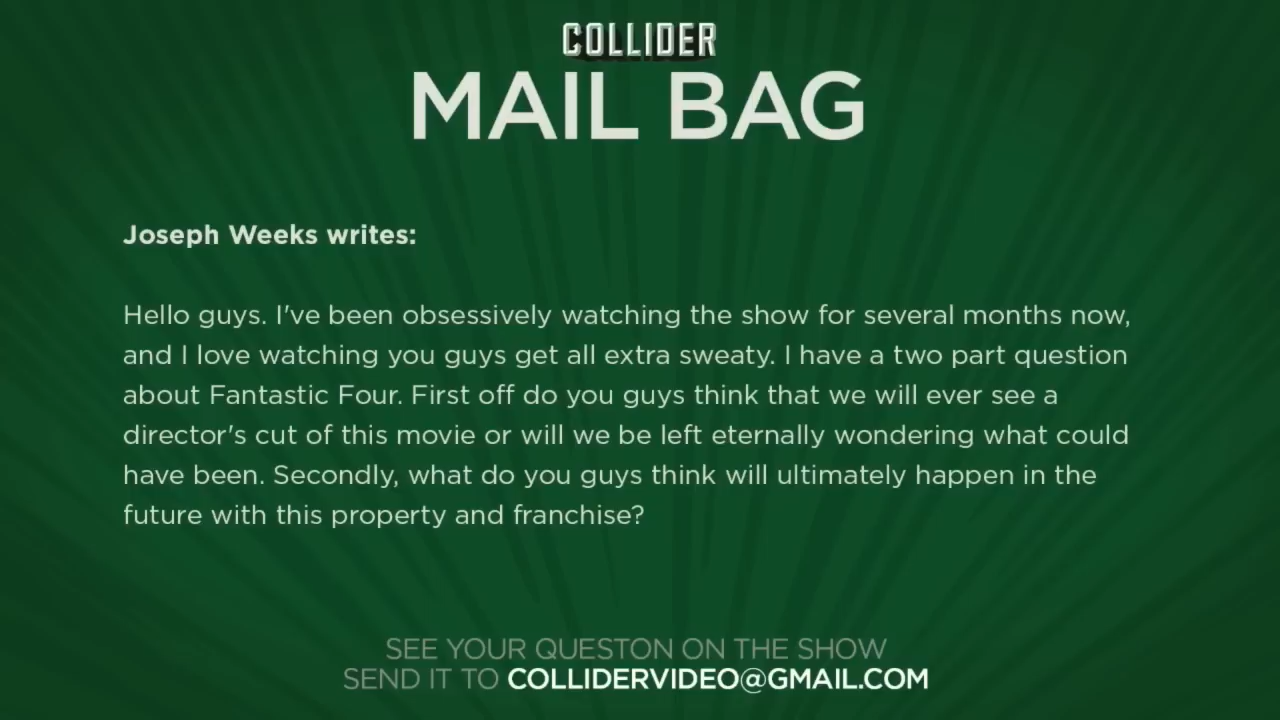 COLLIDER
MAIL BAG
Joseph Weeks writes:
Hello guys. I've been obsessively watching the show for several months now,
and I love watching you guys get all extra sweaty. I have a two part question
about Fantastic Four. First off do you guys think that we will ever see a
director's cut of this movie or will we be left eternally wondering what could
have been. Secondly, what do you guys think will ultimately happen in the
future with this property and franchise?
SEE YOUR QUESTON ON THE SHOW
SEND IT TO COLLIDERVIDEO@GMAIL.COM